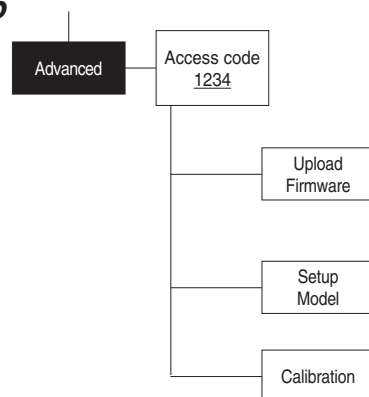 Advanced
Access code
1234
Upload
Firmware
Setup
Model
Calibration